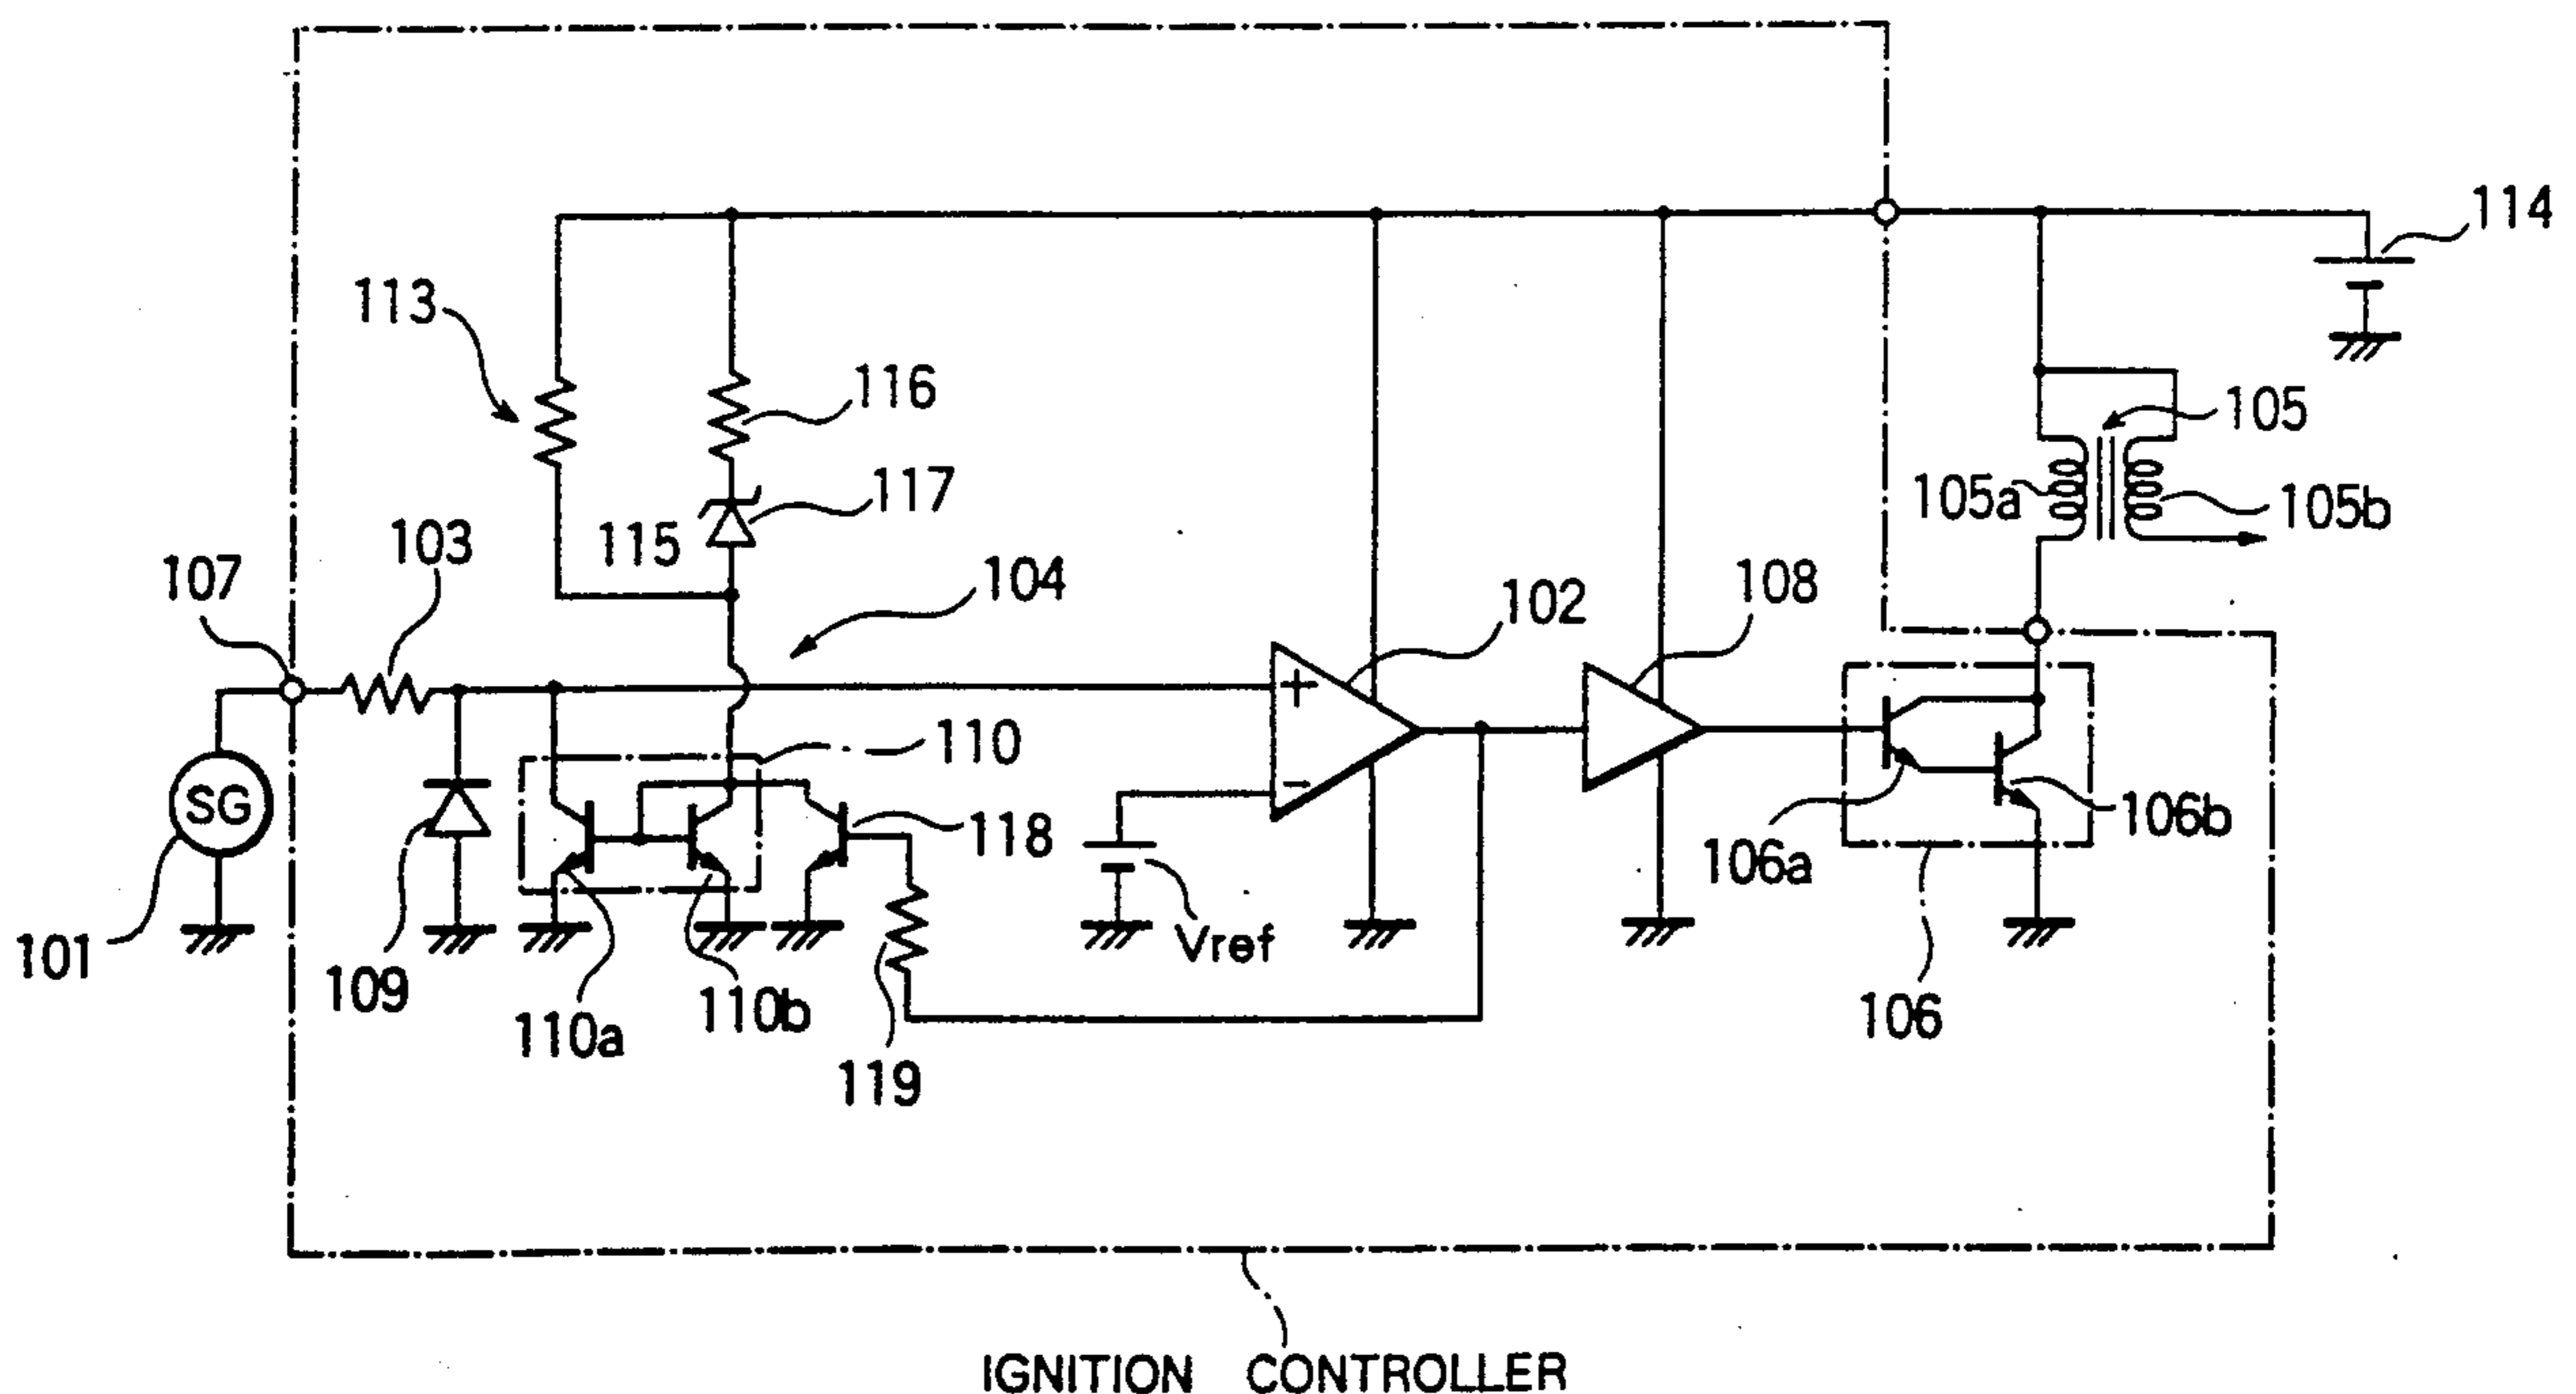 114
113
116
105
117
105a
105b
115
103
107
104
102
108
+
110
−
SG
118
106b
106a
101
109
Vref
110b
110a
106
119
IGNITION CONTROLLER